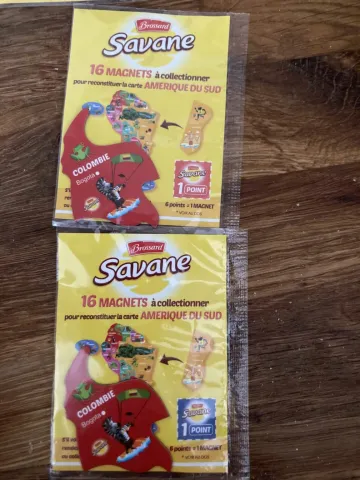 Brossard
Savane
16 MAGNETS à collectionner
pour reconstituer la carte AMERIQUE DU SUD
COLOMBIE
Bogota
Savane
1 POINT
8 points = 1 MAGNET
Brossard
Savane
16 MAGNETS à collectionner
pour reconstituer la carte AMERIQUE DU SUD
COLOMBIE
Bogota
Savane
1 POINT
8 points = 1 MAGNET